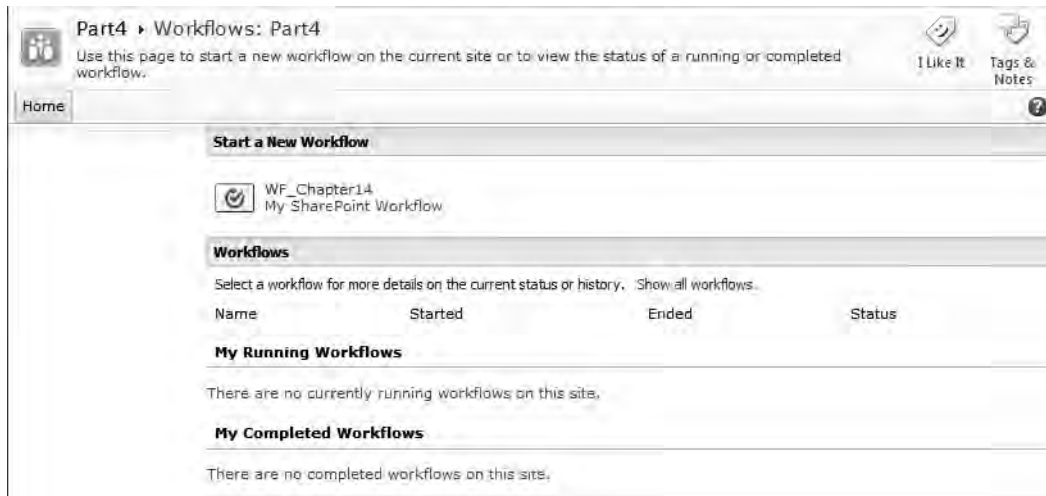 Part4 ▸ Workflows: Part4
Use this page to start a new workflow on the current site or to view the status of a running or completed
workflow.
I Like It
Tags &
Notes
Home
Start a New Workflow
WF_Chapter14
My SharePoint Workflow
Workflows
Select a workflow for more details on the current status or history. Show all workflows.
Name Started Ended Status
My Running Workflows
There are no currently running workflows on this site.
My Completed Workflows
There are no completed workflows on this site.